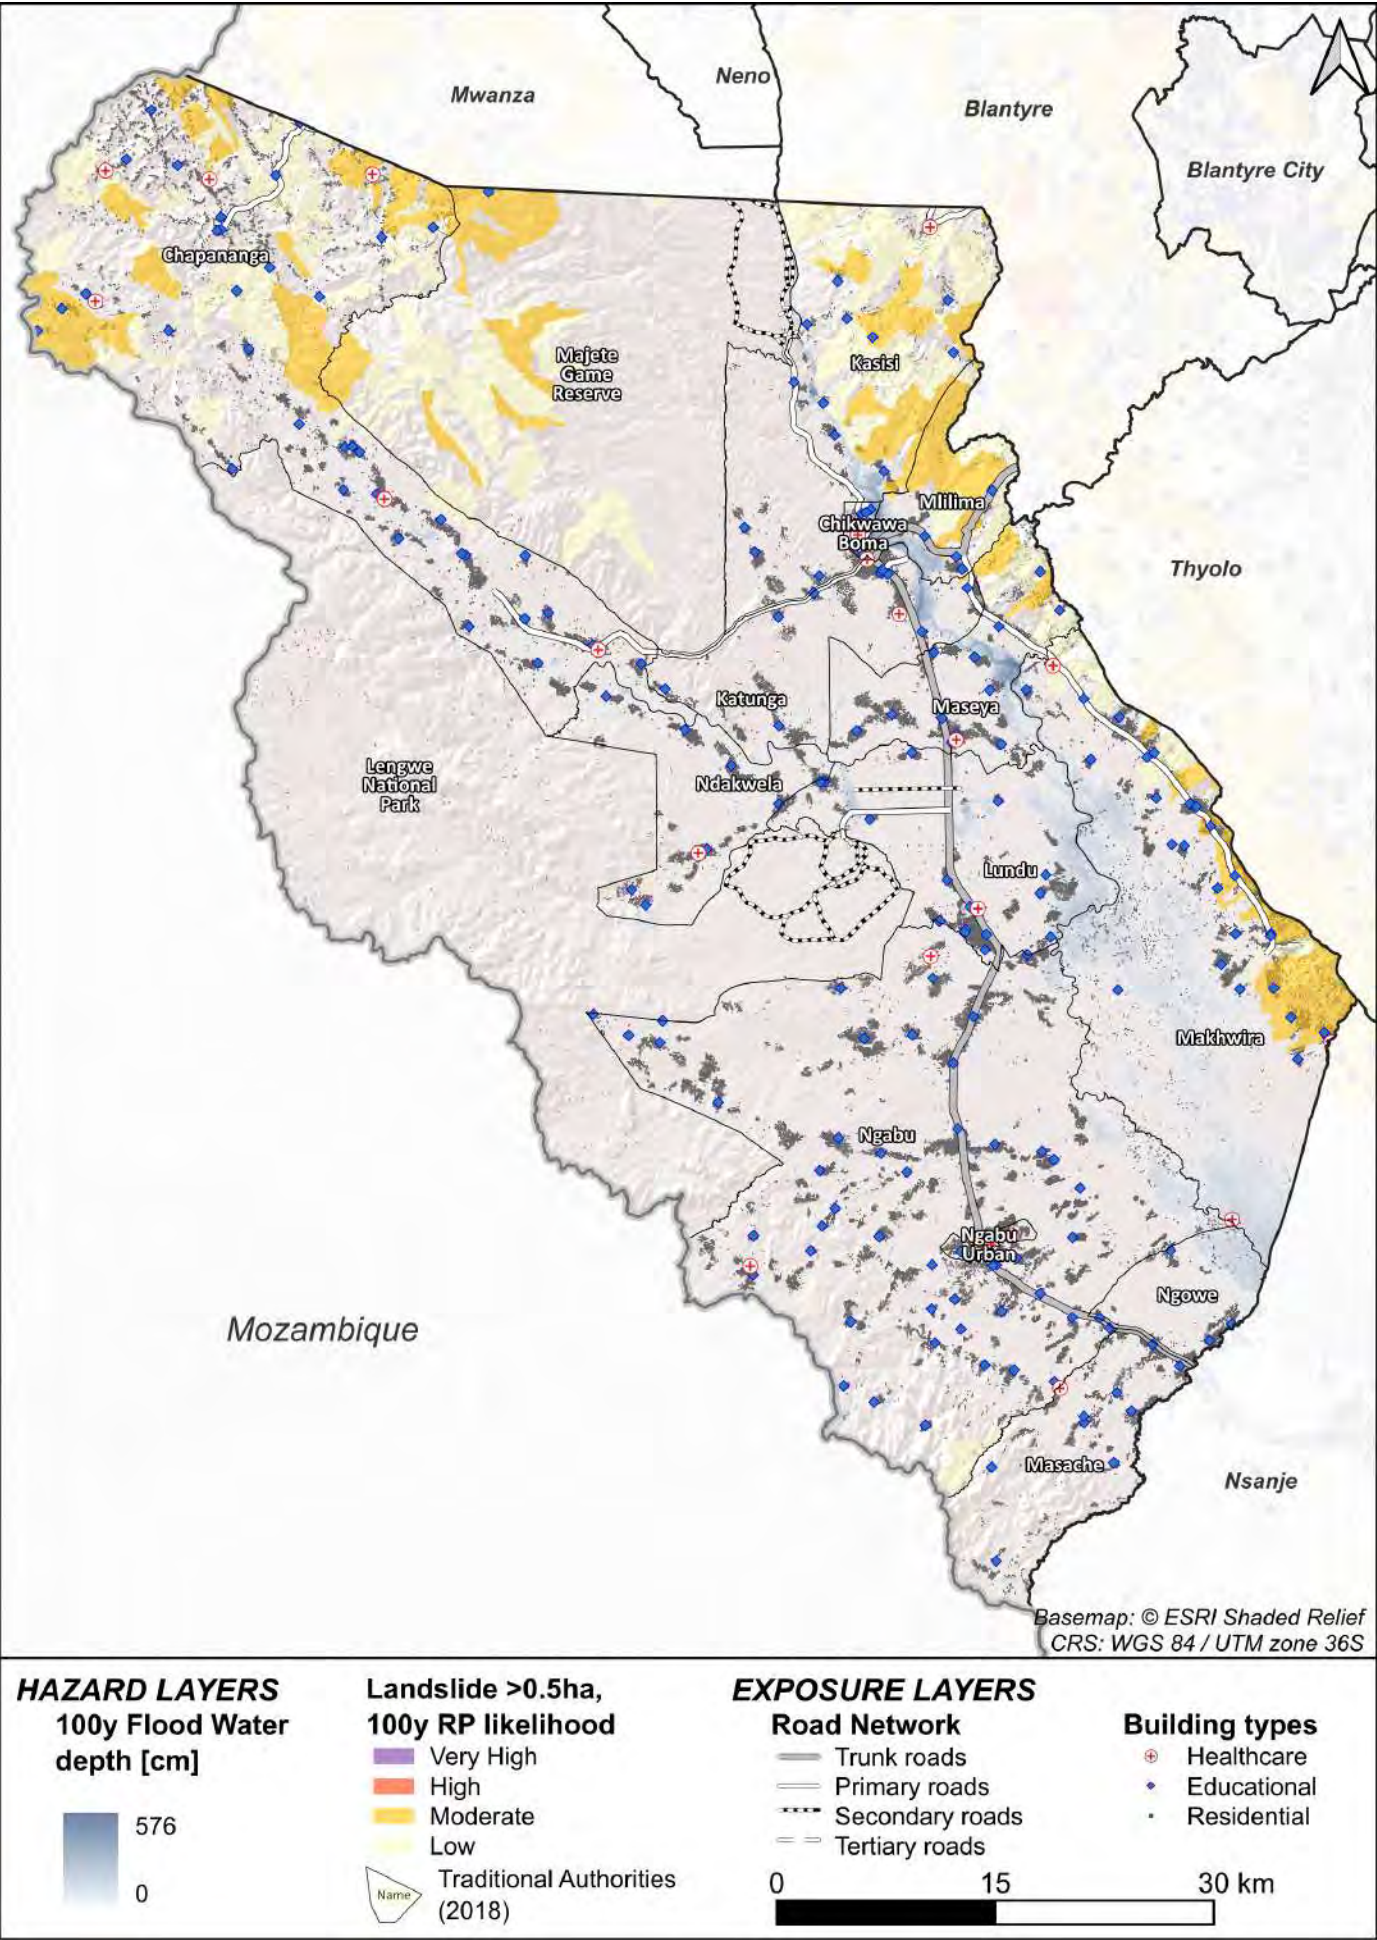 Mwanza
Neno
Blantyre
Blantyre City
Chapananga
Majete
Game
Reserve
Kasisi
Mlilima
Chikwawa
Boma
Thyolo
Katunga
Maseya
Lengwe
National
Park
Ndakwela
Lundu
Makhwira
Ngabu
Ngabu
Urban
Ngowe
Mozambique
Masache
Nsanje
Basemap: © ESRI Shaded Relief
CRS: WGS 84 / UTM zone 36S
HAZARD LAYERS
100y Flood Water
depth [cm]
576
0
Landslide >0.5ha,
100y RP likelihood
Very High
High
Moderate
Low
Name
Traditional Authorities
(2018)
EXPOSURE LAYERS
Road Network
Trunk roads
Primary roads
Secondary roads
Tertiary roads
Building types
Healthcare
Educational
Residential
0 15 30 km